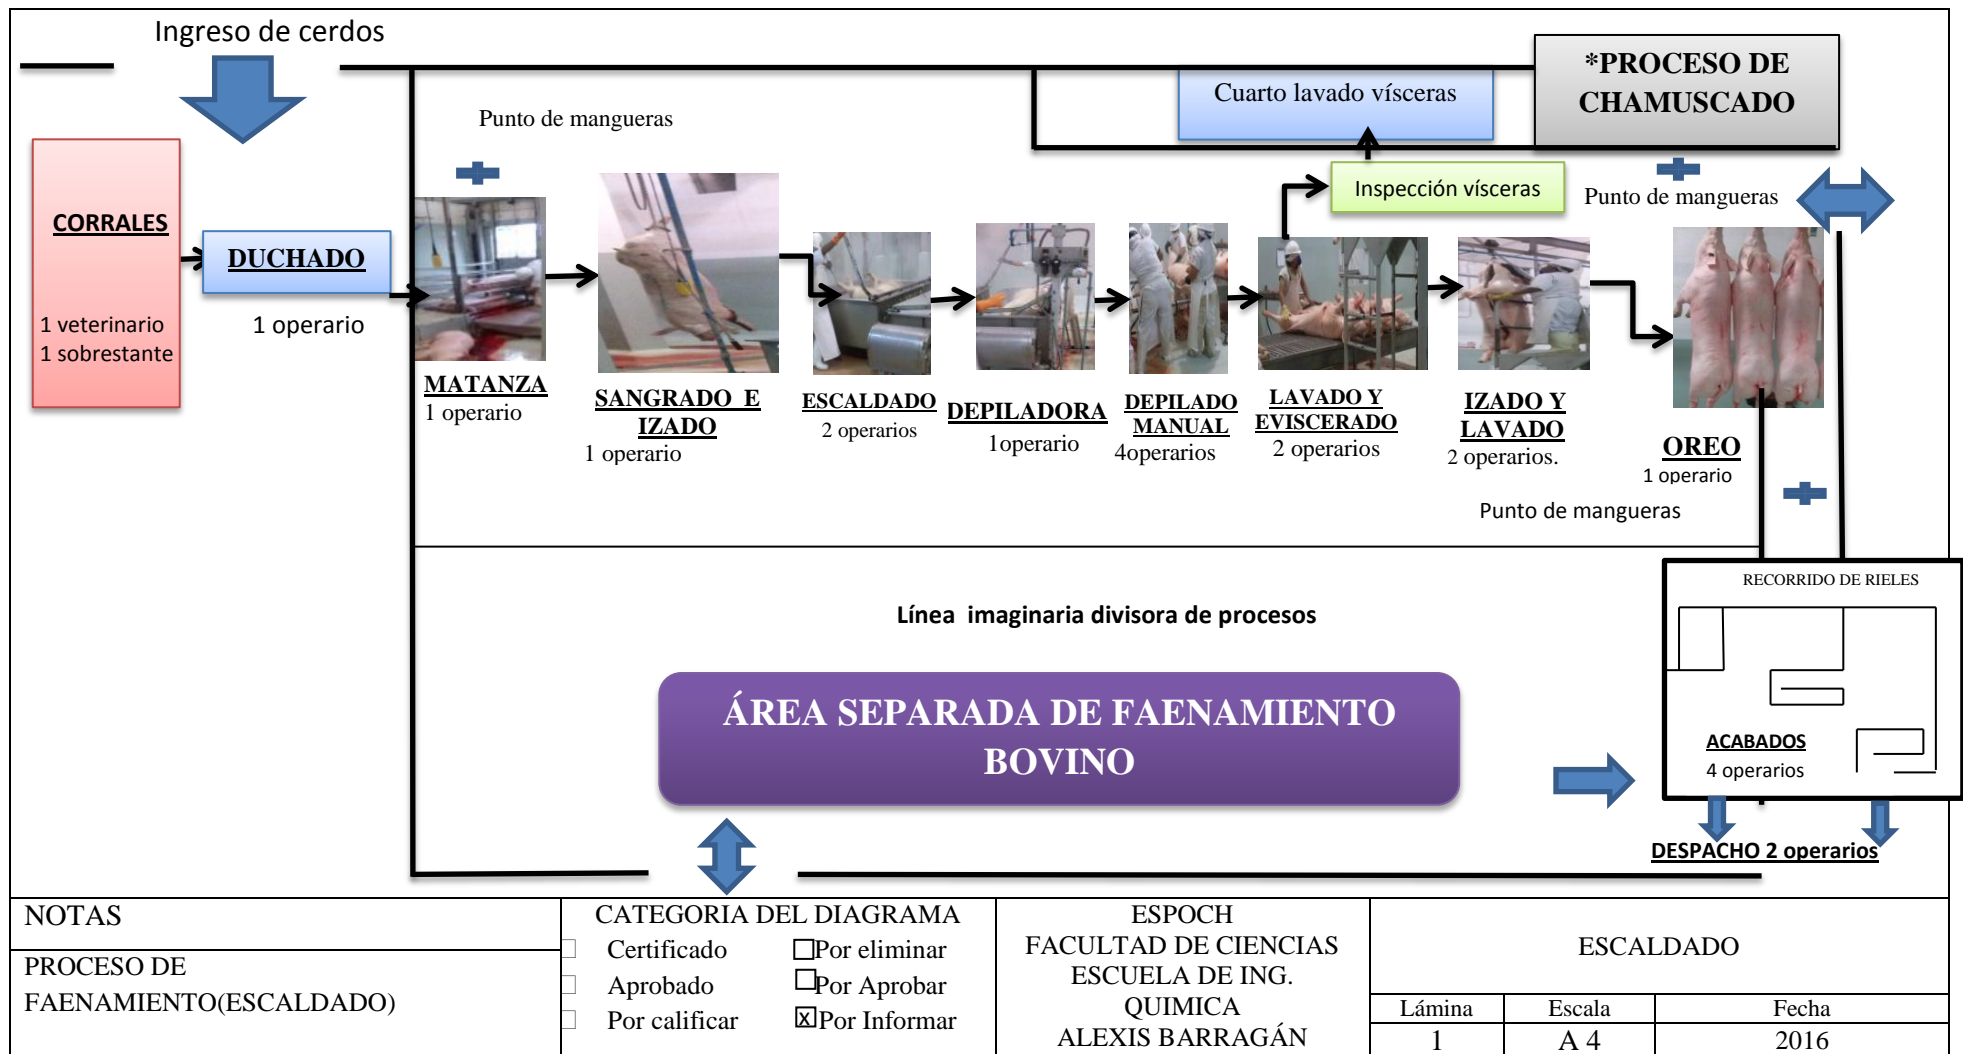 Ingreso de cerdos
*PROCESO DE
CHAMUSCADO
Cuarto lavado vísceras
Punto de mangueras
Inspección vísceras
Punto de mangueras
CORRALES
1 veterinario
1 sobrestante
DUCHADO
1 operario
MATANZA
1 operario
SANGRADO E
IZADO
1 operario
ESCALDADO
2 operarios
DEPILADORA
1operario
DEPILADO
MANUAL
4operarios
LAVADO Y
EVISCERADO
2 operarios
IZADO Y
LAVADO
2 operarios.
OREO
1 operario
Punto de mangueras
RECORRIDO DE RIELES
ACABADOS
4 operarios
Línea imaginaria divisora de procesos
ÁREA SEPARADA DE FAENAMIENTO
BOVINO
DESPACHO 2 operarios
NOTAS
PROCESO DE
FAENAMIENTO(ESCALDADO)
CATEGORIA DEL DIAGRAMA
Certificado
Por eliminar
Aprobado
Por Aprobar
Por calificar
X Por Informar
ESPOCH
FACULTAD DE CIENCIAS
ESCUELA DE ING.
QUIMICA
ALEXIS BARRAGÁN
ESCALDADO
Lámina
Escala
Fecha
1
A 4
2016